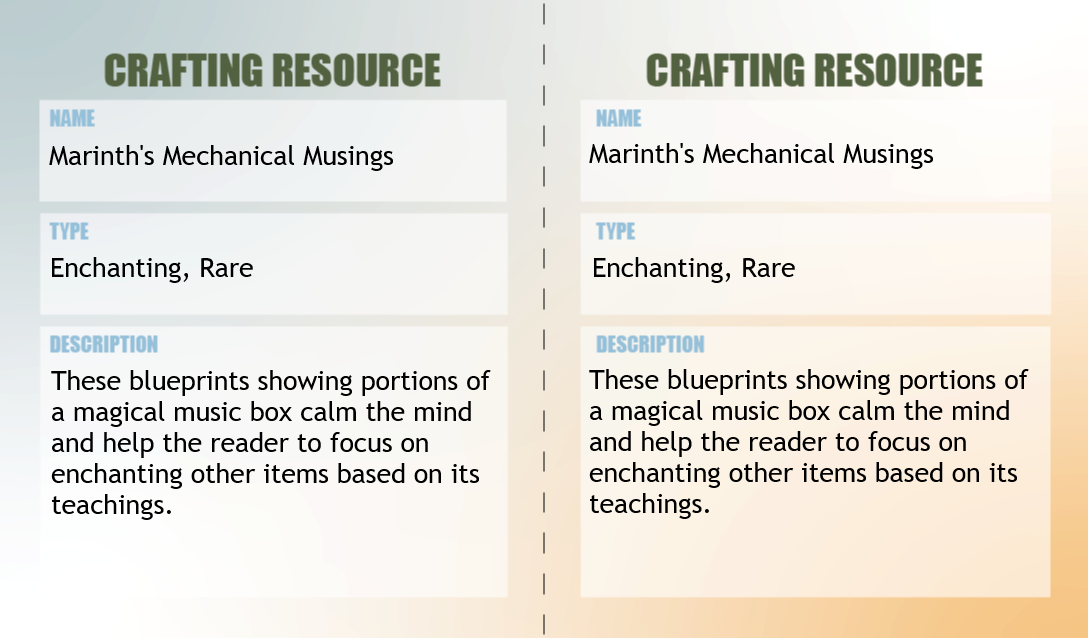 CRAFTING RESOURCE
NAME
Marinth's Mechanical Musings
TYPE
Enchanting, Rare
DESCRIPTION
These blueprints showing portions of
a magical music box calm the mind
and help the reader to focus on
enchanting other items based on its
teachings.
CRAFTING RESOURCE
NAME
Marinth's Mechanical Musings
TYPE
Enchanting, Rare
DESCRIPTION
These blueprints showing portions of
a magical music box calm the mind
and help the reader to focus on
enchanting other items based on its
teachings.